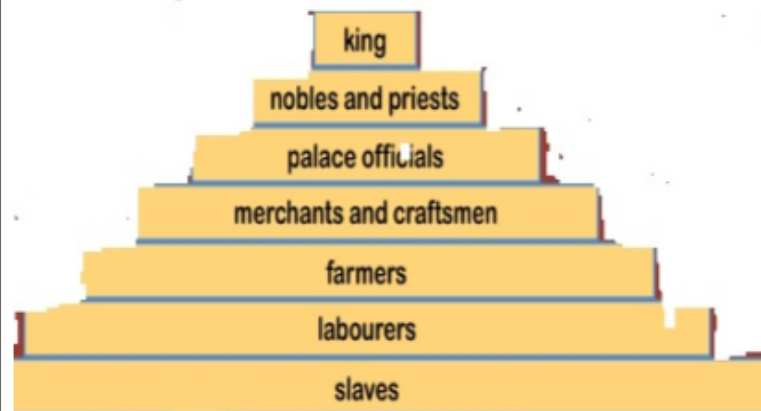 king
nobles and priests
palace officials
merchants and craftsmen
farmers
labourers
slaves